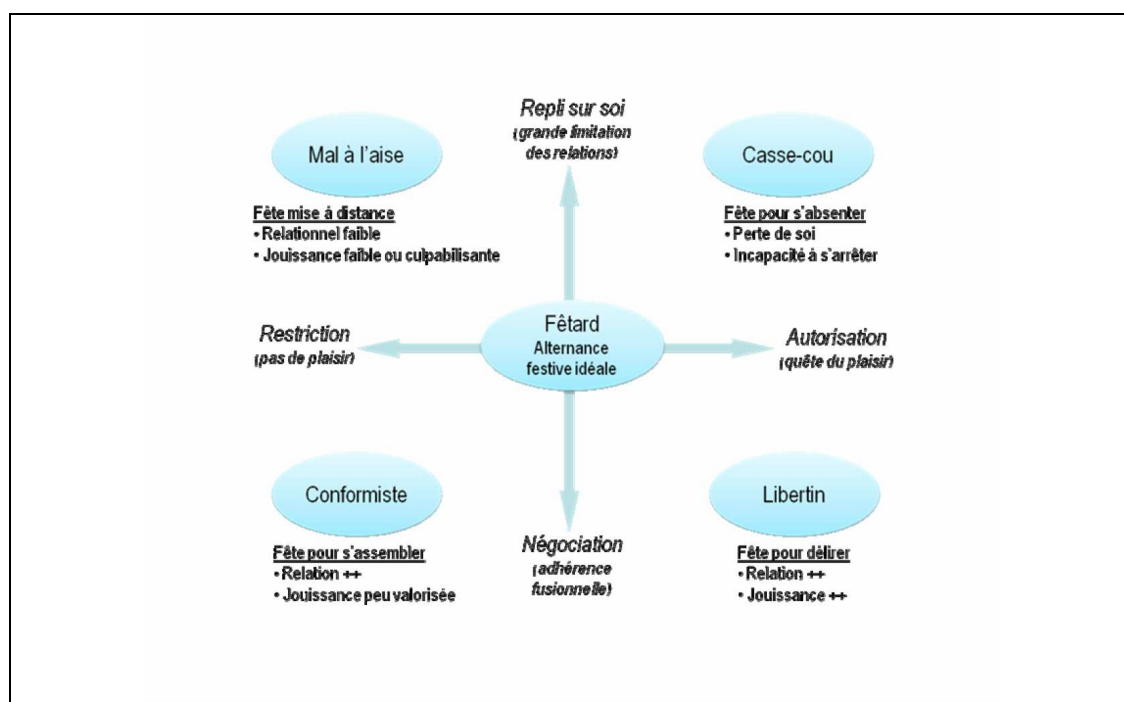 Repli sur soi
(grande limitation
des relations)
Mal à l'aise
Casse-cou
Fête mise à distance
• Relationnel faible
• Jouissance faible ou culpabilisante
Fête pour s'absenter
• Perte de soi
• Incapacité à s'arrêter
Restriction
(pas de plaisir)
Fêtard
Alternance
festive idéale
Autorisation
(quête du plaisir)
Conformiste
Libertin
Négociation
(adhérence
fusionnelle)
Fête pour s'assembler
• Relation ++
• Jouissance peu valorisée
Fête pour délirer
• Relation ++
• Jouissance ++